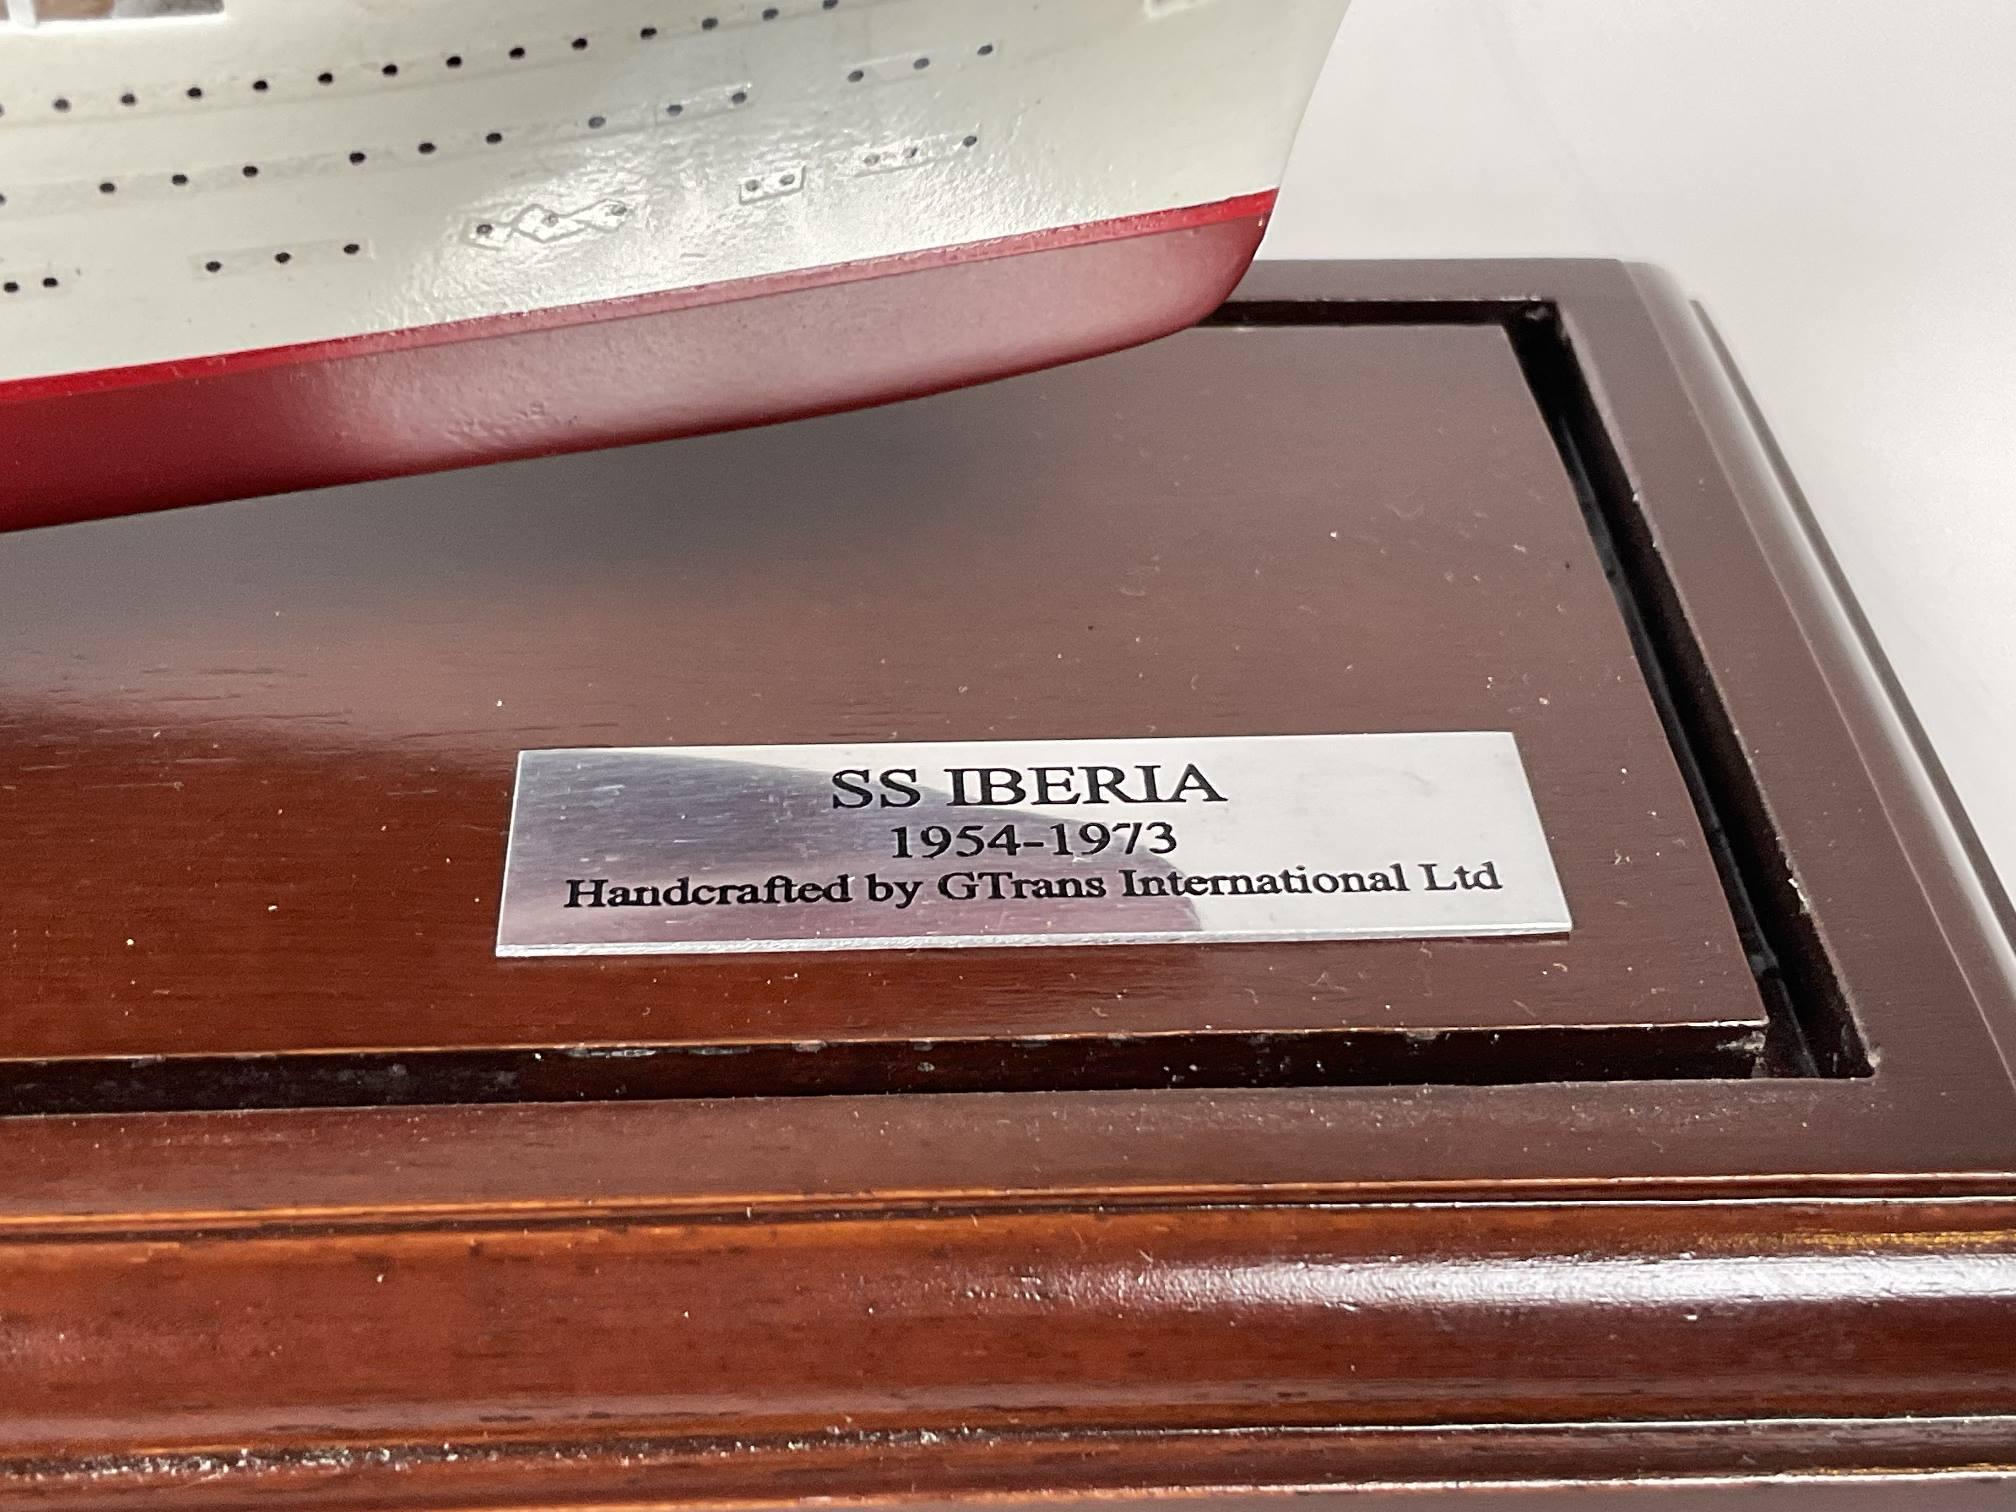 SS IBERIA
1954-1973
Handcrafted by GTrans International Ltd